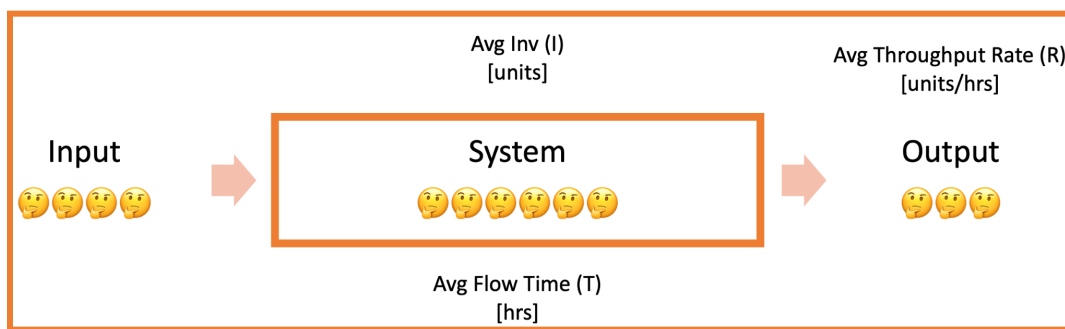 Avg Inv (I)
[units]
Avg Throughput Rate (R)
[units/hrs]
Input
System
Output
Avg Flow Time (T)
[hrs]